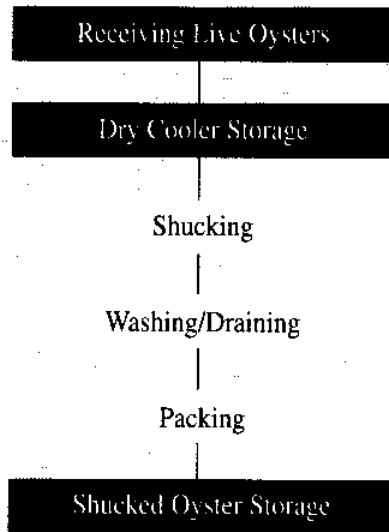 Receiving Live Oysters
Dry Cooler Storage
Shucking
Washing/Draining
Packing
Shucked Oyster Storage